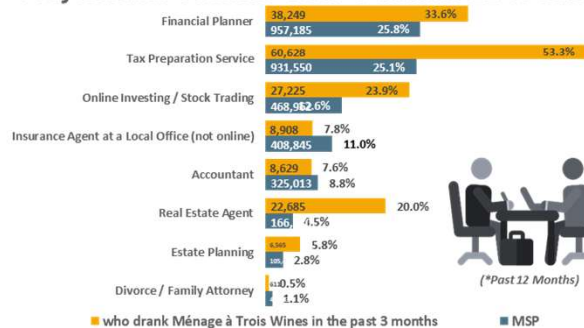 Financial Planner
38,249 33.6%
957,185 25.8%
Tax Preparation Service
60,628 53.3%
931,550 25.1%
Online Investing / Stock Trading
27,225 23.9%
12.6%
Insurance Agent at a Local Office (not online)
8,908 7.8%
408,845 11.0%
Accountant
8,629 7.6%
325,013 8.8%
Real Estate Agent
22,685 20.0%
166, 4.5%
Estate Planning
5.8%
2.8%
Divorce / Family Attorney
0.5%
1.1%
(*Past 12 Months)
who drank Ménage à Trois Wines in the past 3 months MSP